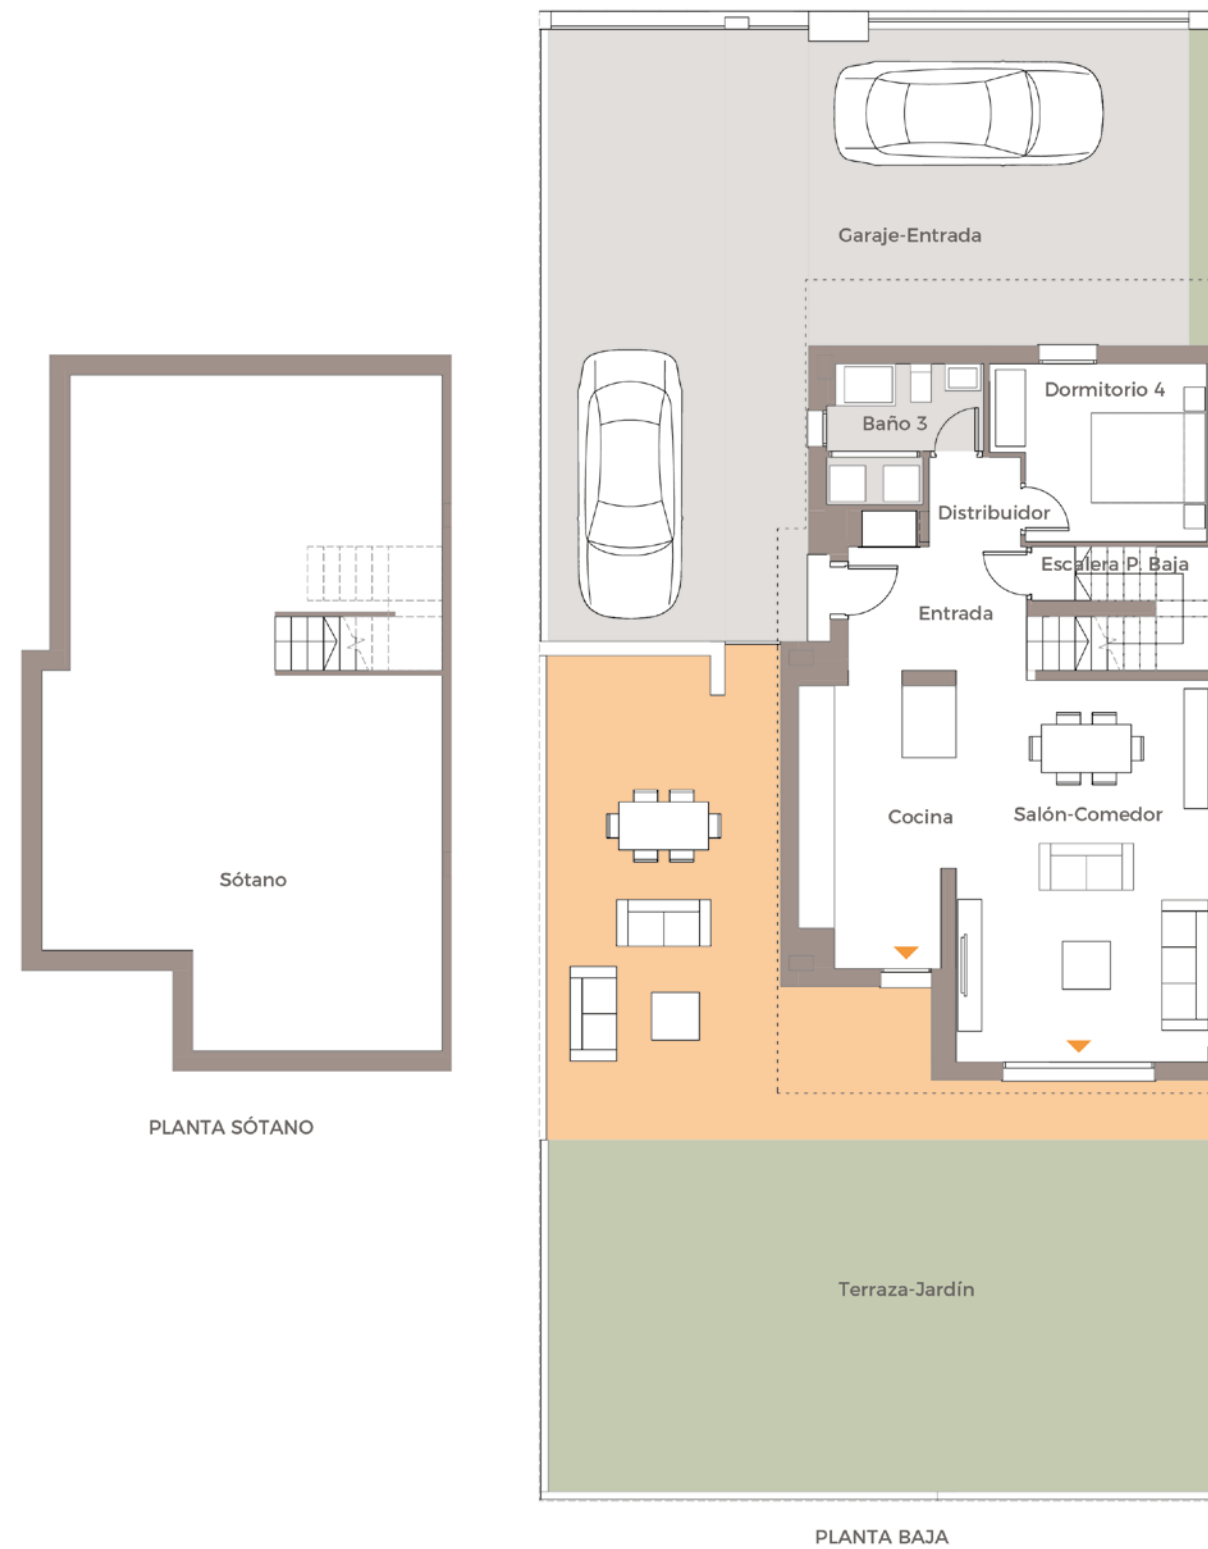 Garaje-Entrada
Dormitorio 4
Baño 3
Distribuidor
Escalera P. Baja
Entrada
Cocina
Salón-Comedor
Sótano
PLANTA SÓTANO
Terraza-Jardín
PLANTA BAJA